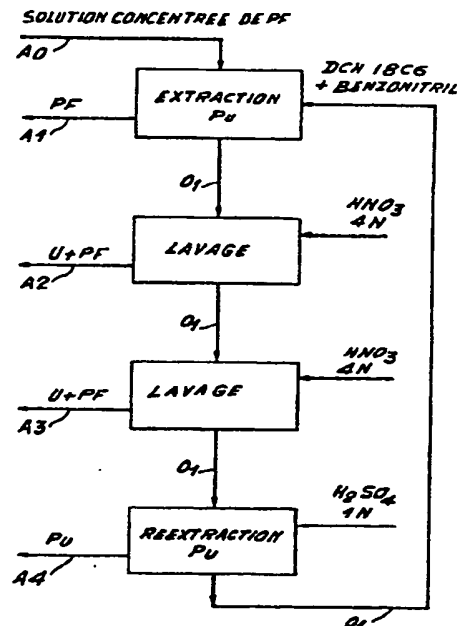 SOLUTION CONCENTREE DE PF
A0
DCH 18C6
+ BENZONITRIL
EXTRACTION
Pu
PF
A1
O1
HNO3
4N
LAVAGE
U+PF
A2
O1
HNO3
4N
LAVAGE
U+PF
A3
O1
H2SO4
1N
REEXTRACTION
PU
Pu
A4
O1